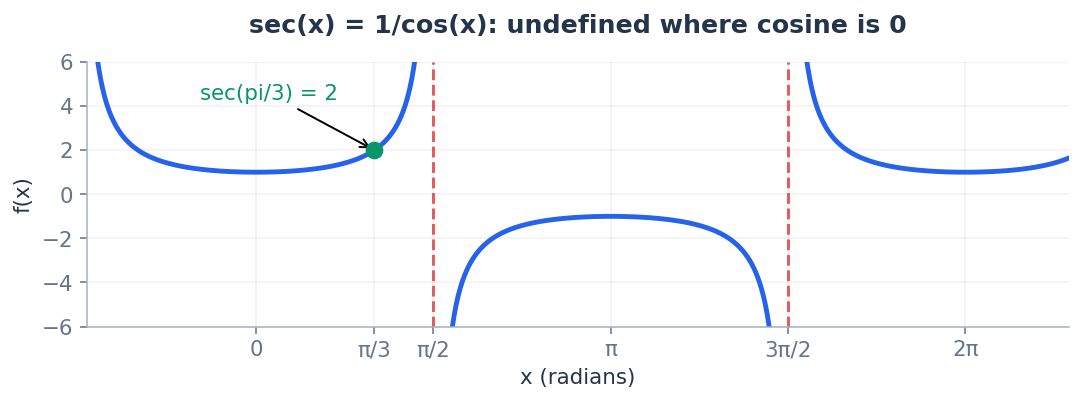 sec(x) = 1/cos(x): undefined where cosine is 0
6
sec(pi/3) = 2
4
2
0
−2
−4
−6
f(x)
0 π/3 π/2 π 3π/2 2π
x (radians)